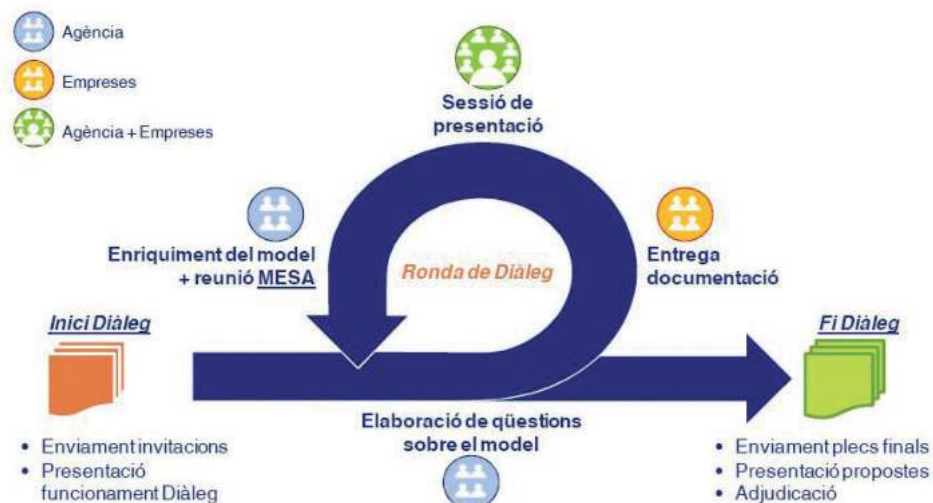 Agència
Empreses
Agència + Empreses
Sessió de
presentació
Enriquiment del model
+ reunió MESA
Ronda de Diàleg
Entrega
documentació
Inici Diàleg
Fi Diàleg
Elaboració de qüestions
sobre el model
• Enviament invitacions
• Presentació
funcionament Diàleg
• Enviament plecs finals
• Presentació propostes
• Adjudicació